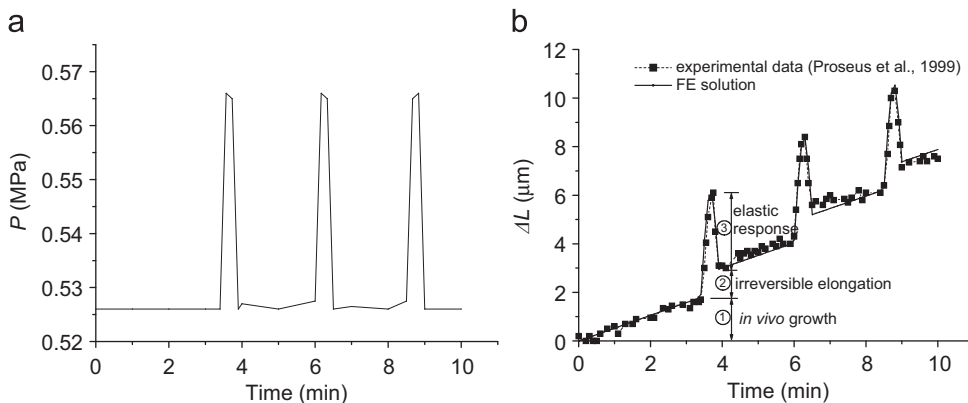 a
0.57
0.56
0.55
0.54
0.53
0.52
P (MPa)
0 2 4 6 8 10
Time (min)
b
12
10
8
6
4
2
0
ΔL (μm)
experimental data (Proseus et al., 1999)
FE solution
③ elastic
response
② irreversible elongation
① in vivo growth
0 2 4 6 8 10
Time (min)